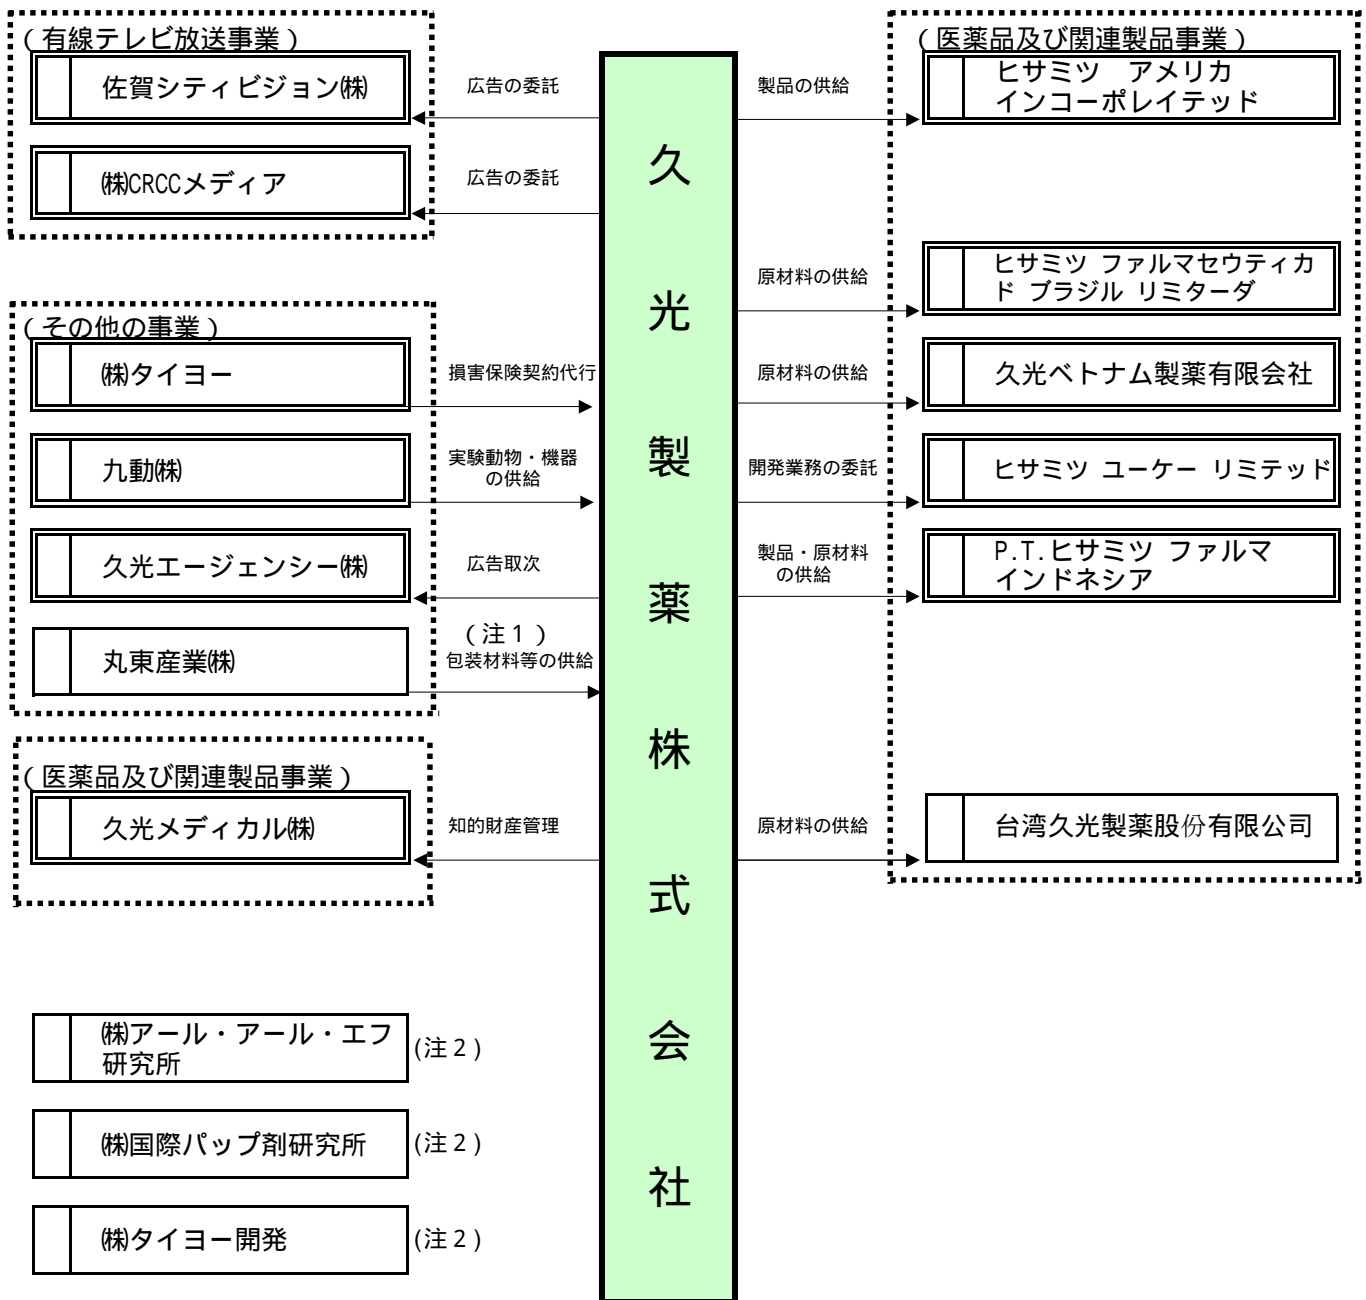 (有線テレビ放送事業)
佐賀シティビジョン㈱
広告の委託
㈱CRCCメディア
広告の委託
(その他の事業)
㈱タイヨー
損害保険契約代行
九動㈱
実験動物・機器
の供給
久光エージェンシー㈱
広告取次
丸東産業㈱
(注1)
包装材料等の供給
(医薬品及び関連製品事業)
久光メディカル㈱
知的財産管理
㈱アール・アール・エフ
研究所
(注2)
㈱国際パップ剤研究所
(注2)
㈱タイヨー開発
(注2)
久
光
製
薬
株
式
会
社
(医薬品及び関連製品事業)
製品の供給
ヒサミツ アメリカ
インコーポレイテッド
原材料の供給
ヒサミツ ファルマセウティカ
ド ブラジル リミターダ
原材料の供給
久光ベトナム製薬有限会社
開発業務の委託
ヒサミツ ユーケー リミテッド
製品・原材料
の供給
P.T.ヒサミツ ファルマ
インドネシア
原材料の供給
台湾久光製薬股份有限公司